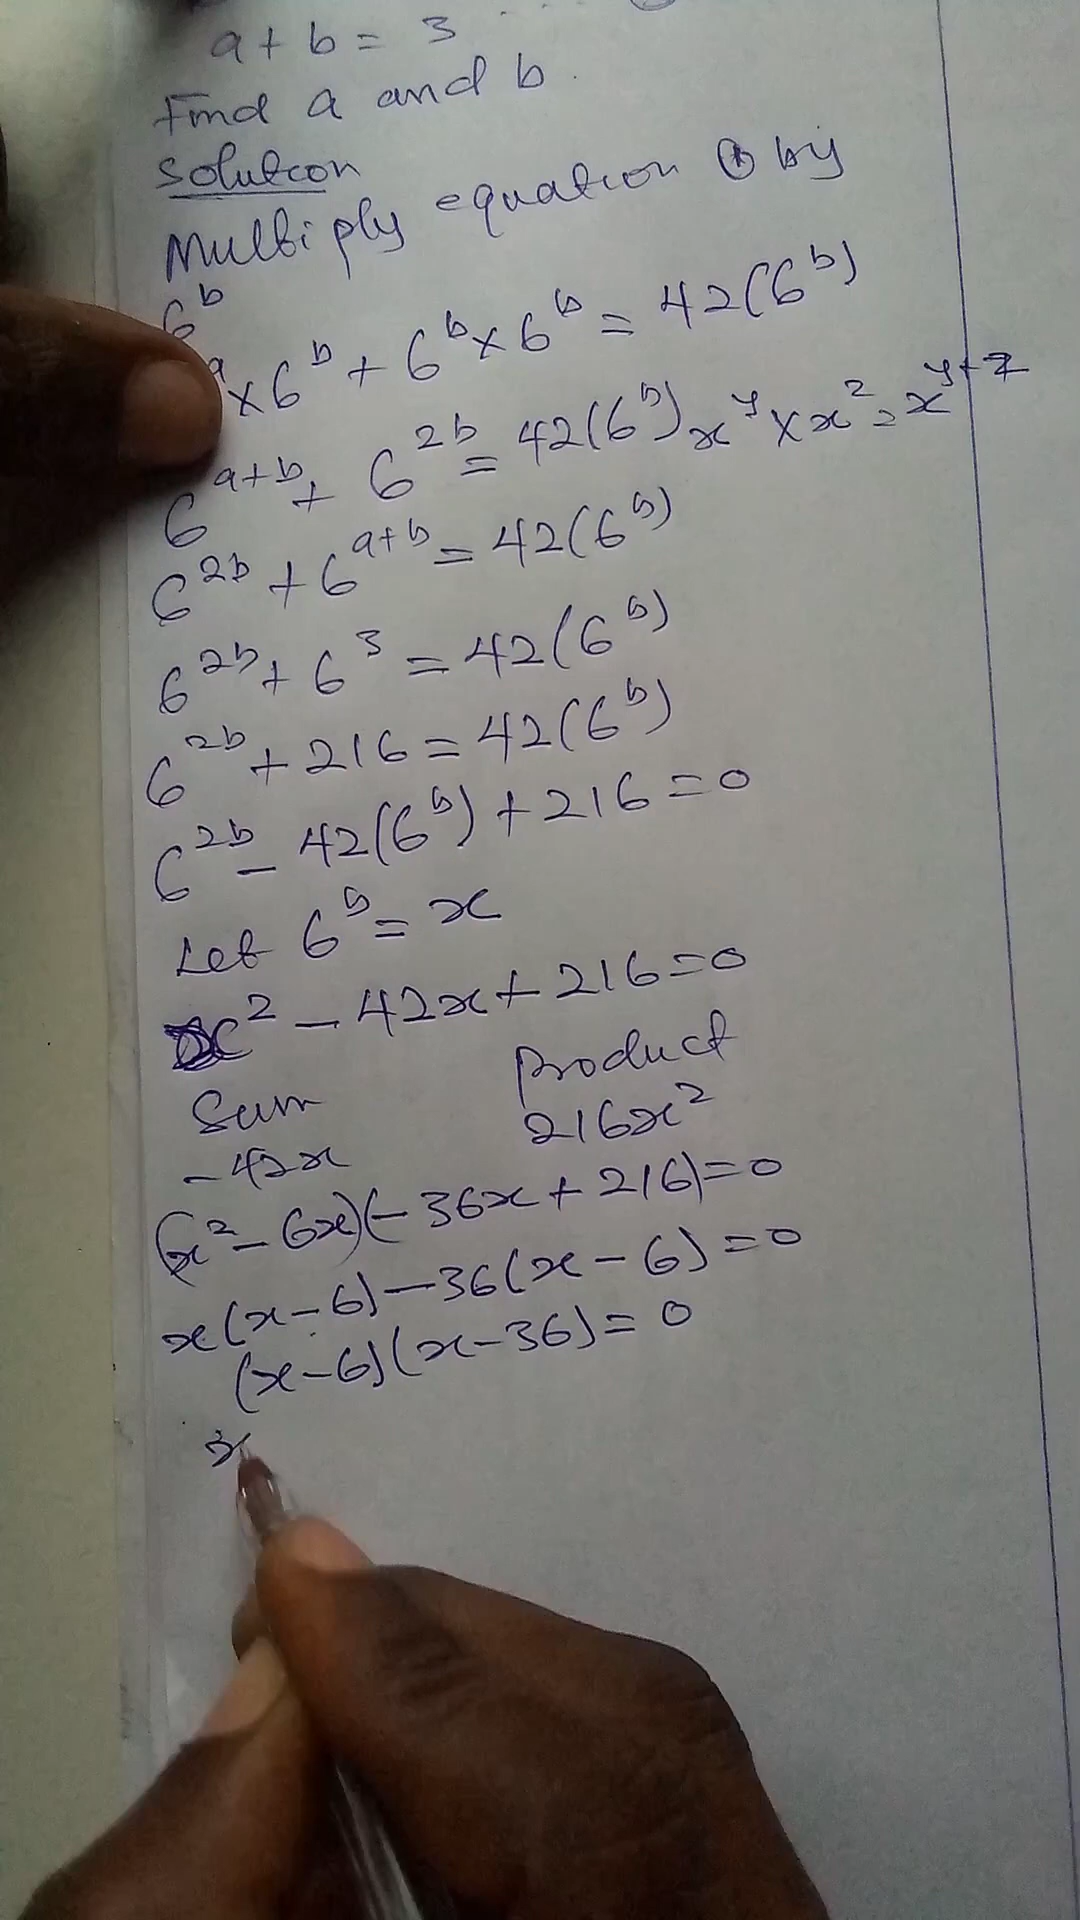 a + b = 3
Find a and b.
Solution
Multiply equation ① by
6^b
a × 6^b + 6^b × 6^b = 42(6^b)
6^a+b + 6^2b = 42(6^b) x^y × x^z = x^y+z
6^2b + 6^a+b = 42(6^b)
6^2b + 6^3 = 42(6^b)
6^2b + 216 = 42(6^b)
6^2b - 42(6^b) + 216 = 0
Let 6^b = x
x^2 - 42x + 216 = 0
Sum Product
-42x 216x^2
(x^2 - 6x)(-36x + 216) = 0
x(x-6) - 36(x-6) = 0
(x-6)(x-36) = 0
x